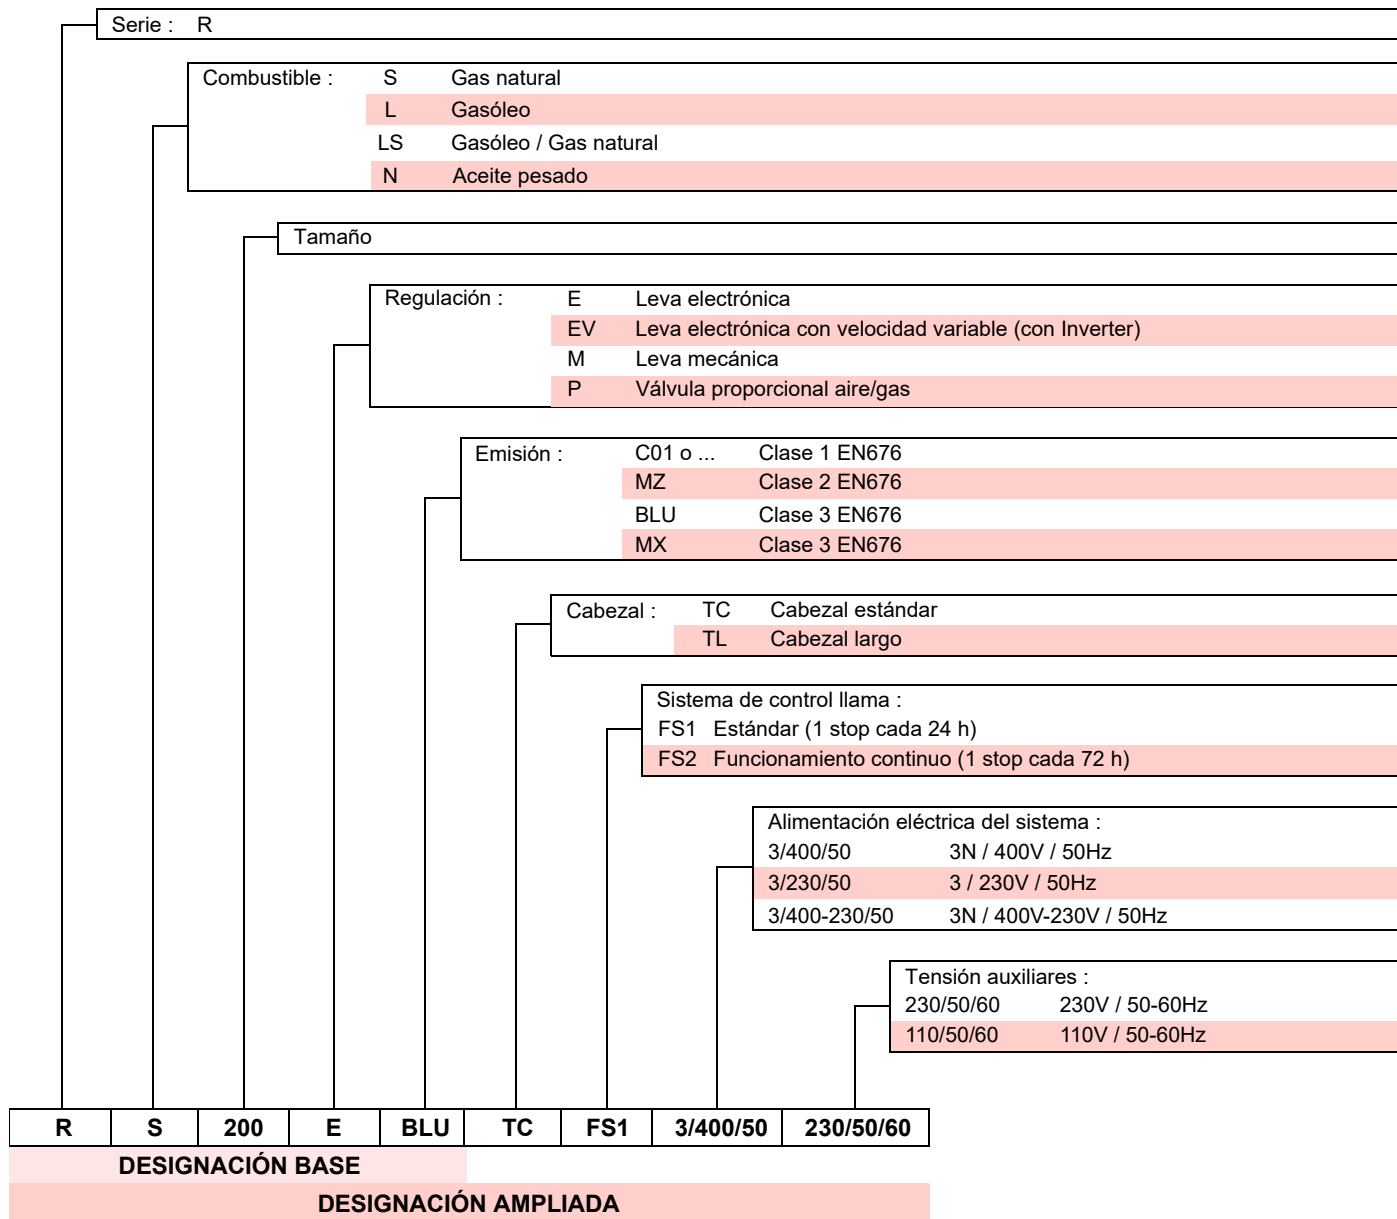 Serie : R
Combustible : S Gas natural
L Gasóleo
LS Gasóleo / Gas natural
N Aceite pesado
Tamaño
Regulación : E Leva electrónica
EV Leva electrónica con velocidad variable (con Inverter)
M Leva mecánica
P Válvula proporcional aire/gas
Emisión : C01 o ... Clase 1 EN676
MZ Clase 2 EN676
BLU Clase 3 EN676
MX Clase 3 EN676
Cabezal : TC Cabezal estándar
TL Cabezal largo
Sistema de control llama :
FS1 Estándar (1 stop cada 24 h)
FS2 Funcionamiento continuo (1 stop cada 72 h)
Alimentación eléctrica del sistema :
3/400/50 3N / 400V / 50Hz
3/230/50 3 / 230V / 50Hz
3/400-230/50 3N / 400V-230V / 50Hz
Tensión auxiliares :
230/50/60 230V / 50-60Hz
110/50/60 110V / 50-60Hz
R S 200 E BLU TC FS1 3/400/50 230/50/60
DESIGNACIÓN BASE
DESIGNACIÓN AMPLIADA